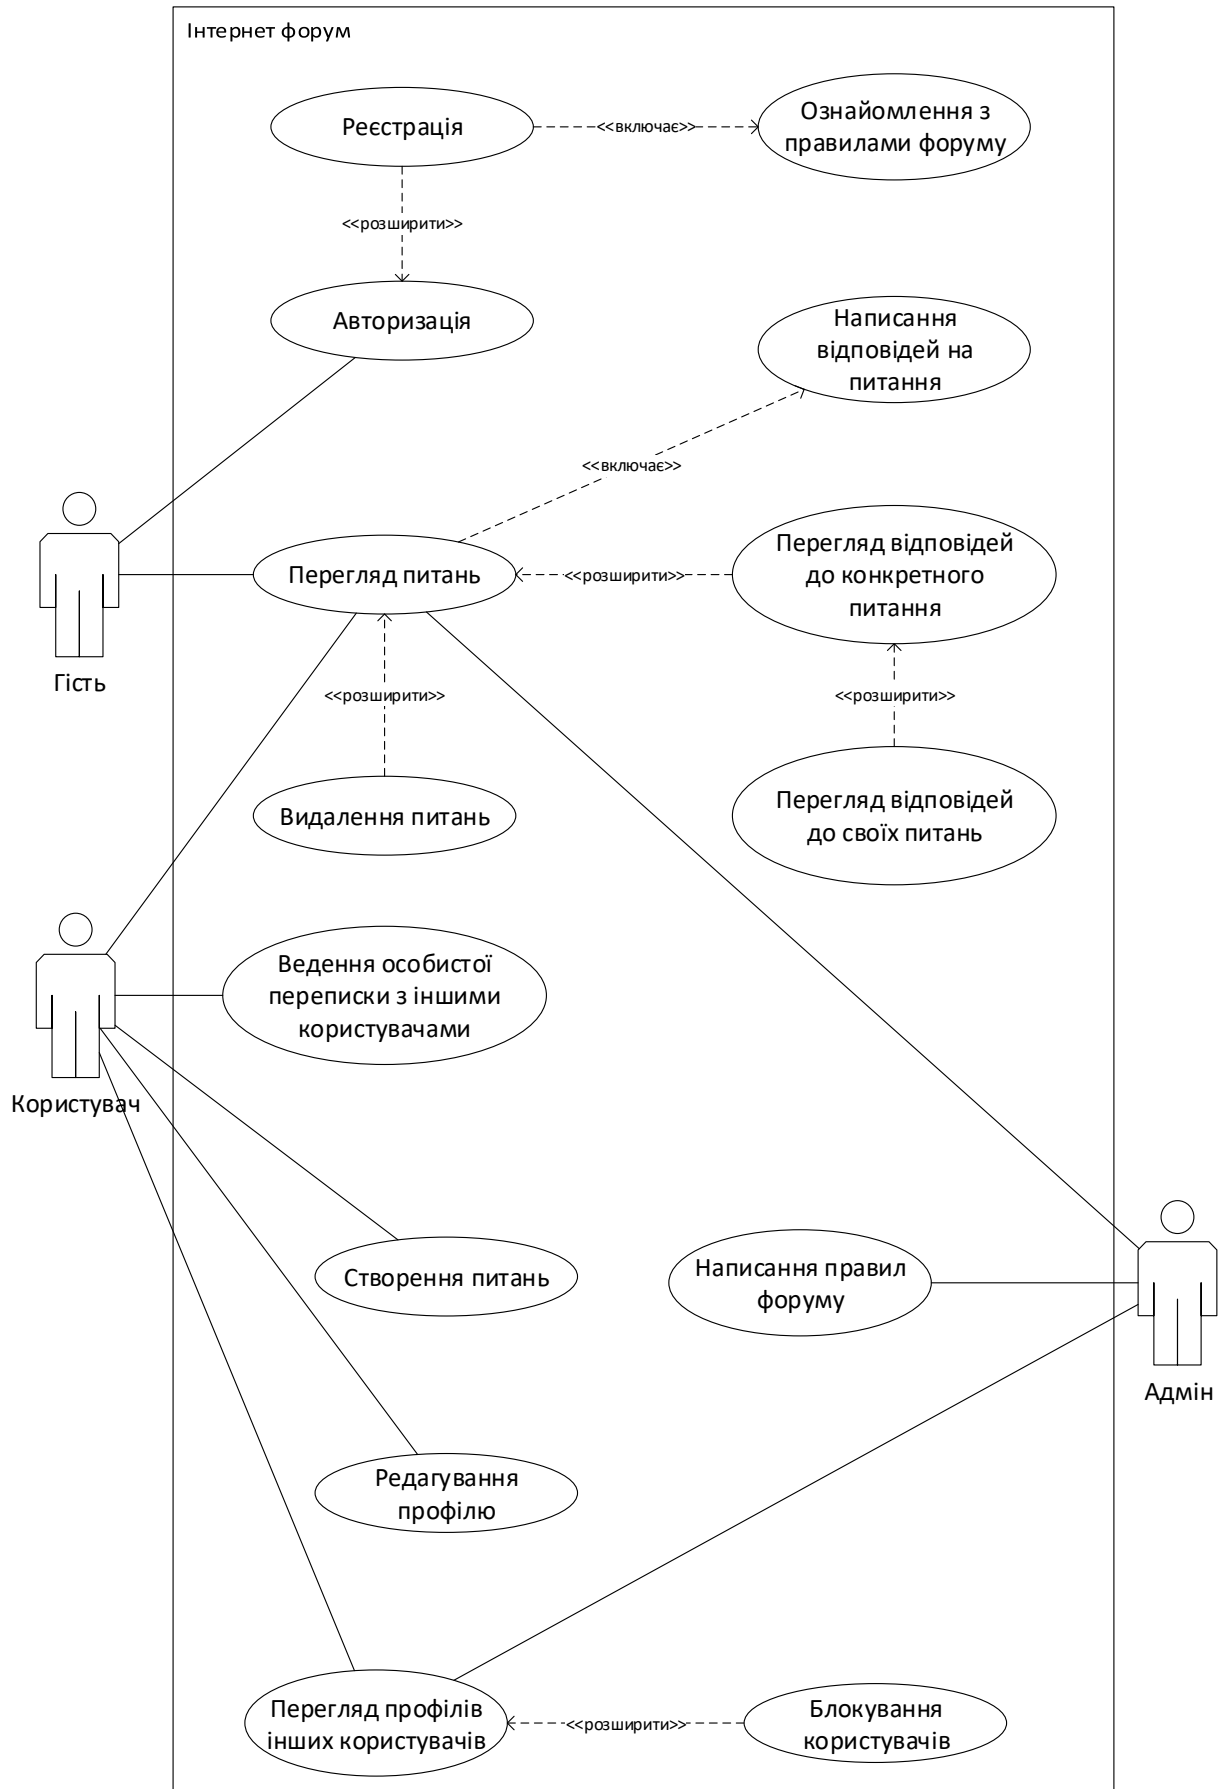 Інтернет форум
Реєстрація
<<включає>>
Ознайомлення з
правилами форуму
<<розширити>>
Авторизація
Написання
відповідей на
питання
<<включає>>
Гість
Перегляд питань
<<розширити>>
Перегляд відповідей
до конкретного
питання
<<розширити>>
<<розширити>>
Видалення питань
Перегляд відповідей
до своїх питань
Користувач
Ведення особистої
переписки з іншими
користувачами
Створення питань
Написання правил
форуму
Адмін
Редагування
профілю
Перегляд профілів
інших користувачів
<<розширити>>
Блокування
користувачів